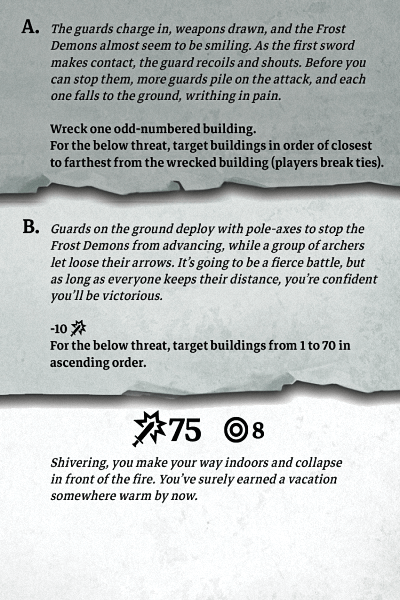 A. The guards charge in, weapons drawn, and the Frost
Demons almost seem to be smiling. As the first sword
makes contact, the guard recoils and shouts. Before you
can stop them, more guards pile on the attack, and each
one falls to the ground, writhing in pain.
Wreck one odd-numbered building.
For the below threat, target buildings in order of closest
to farthest from the wrecked building (players break ties).
B. Guards on the ground deploy with pole-axes to stop the
Frost Demons from advancing, while a group of archers
let loose their arrows. It’s going to be a fierce battle, but
as long as everyone keeps their distance, you’re confident
you’ll be victorious.
-10
For the below threat, target buildings from 1 to 70 in
ascending order.
75 8
Shivering, you make your way indoors and collapse
in front of the fire. You’ve surely earned a vacation
somewhere warm by now.